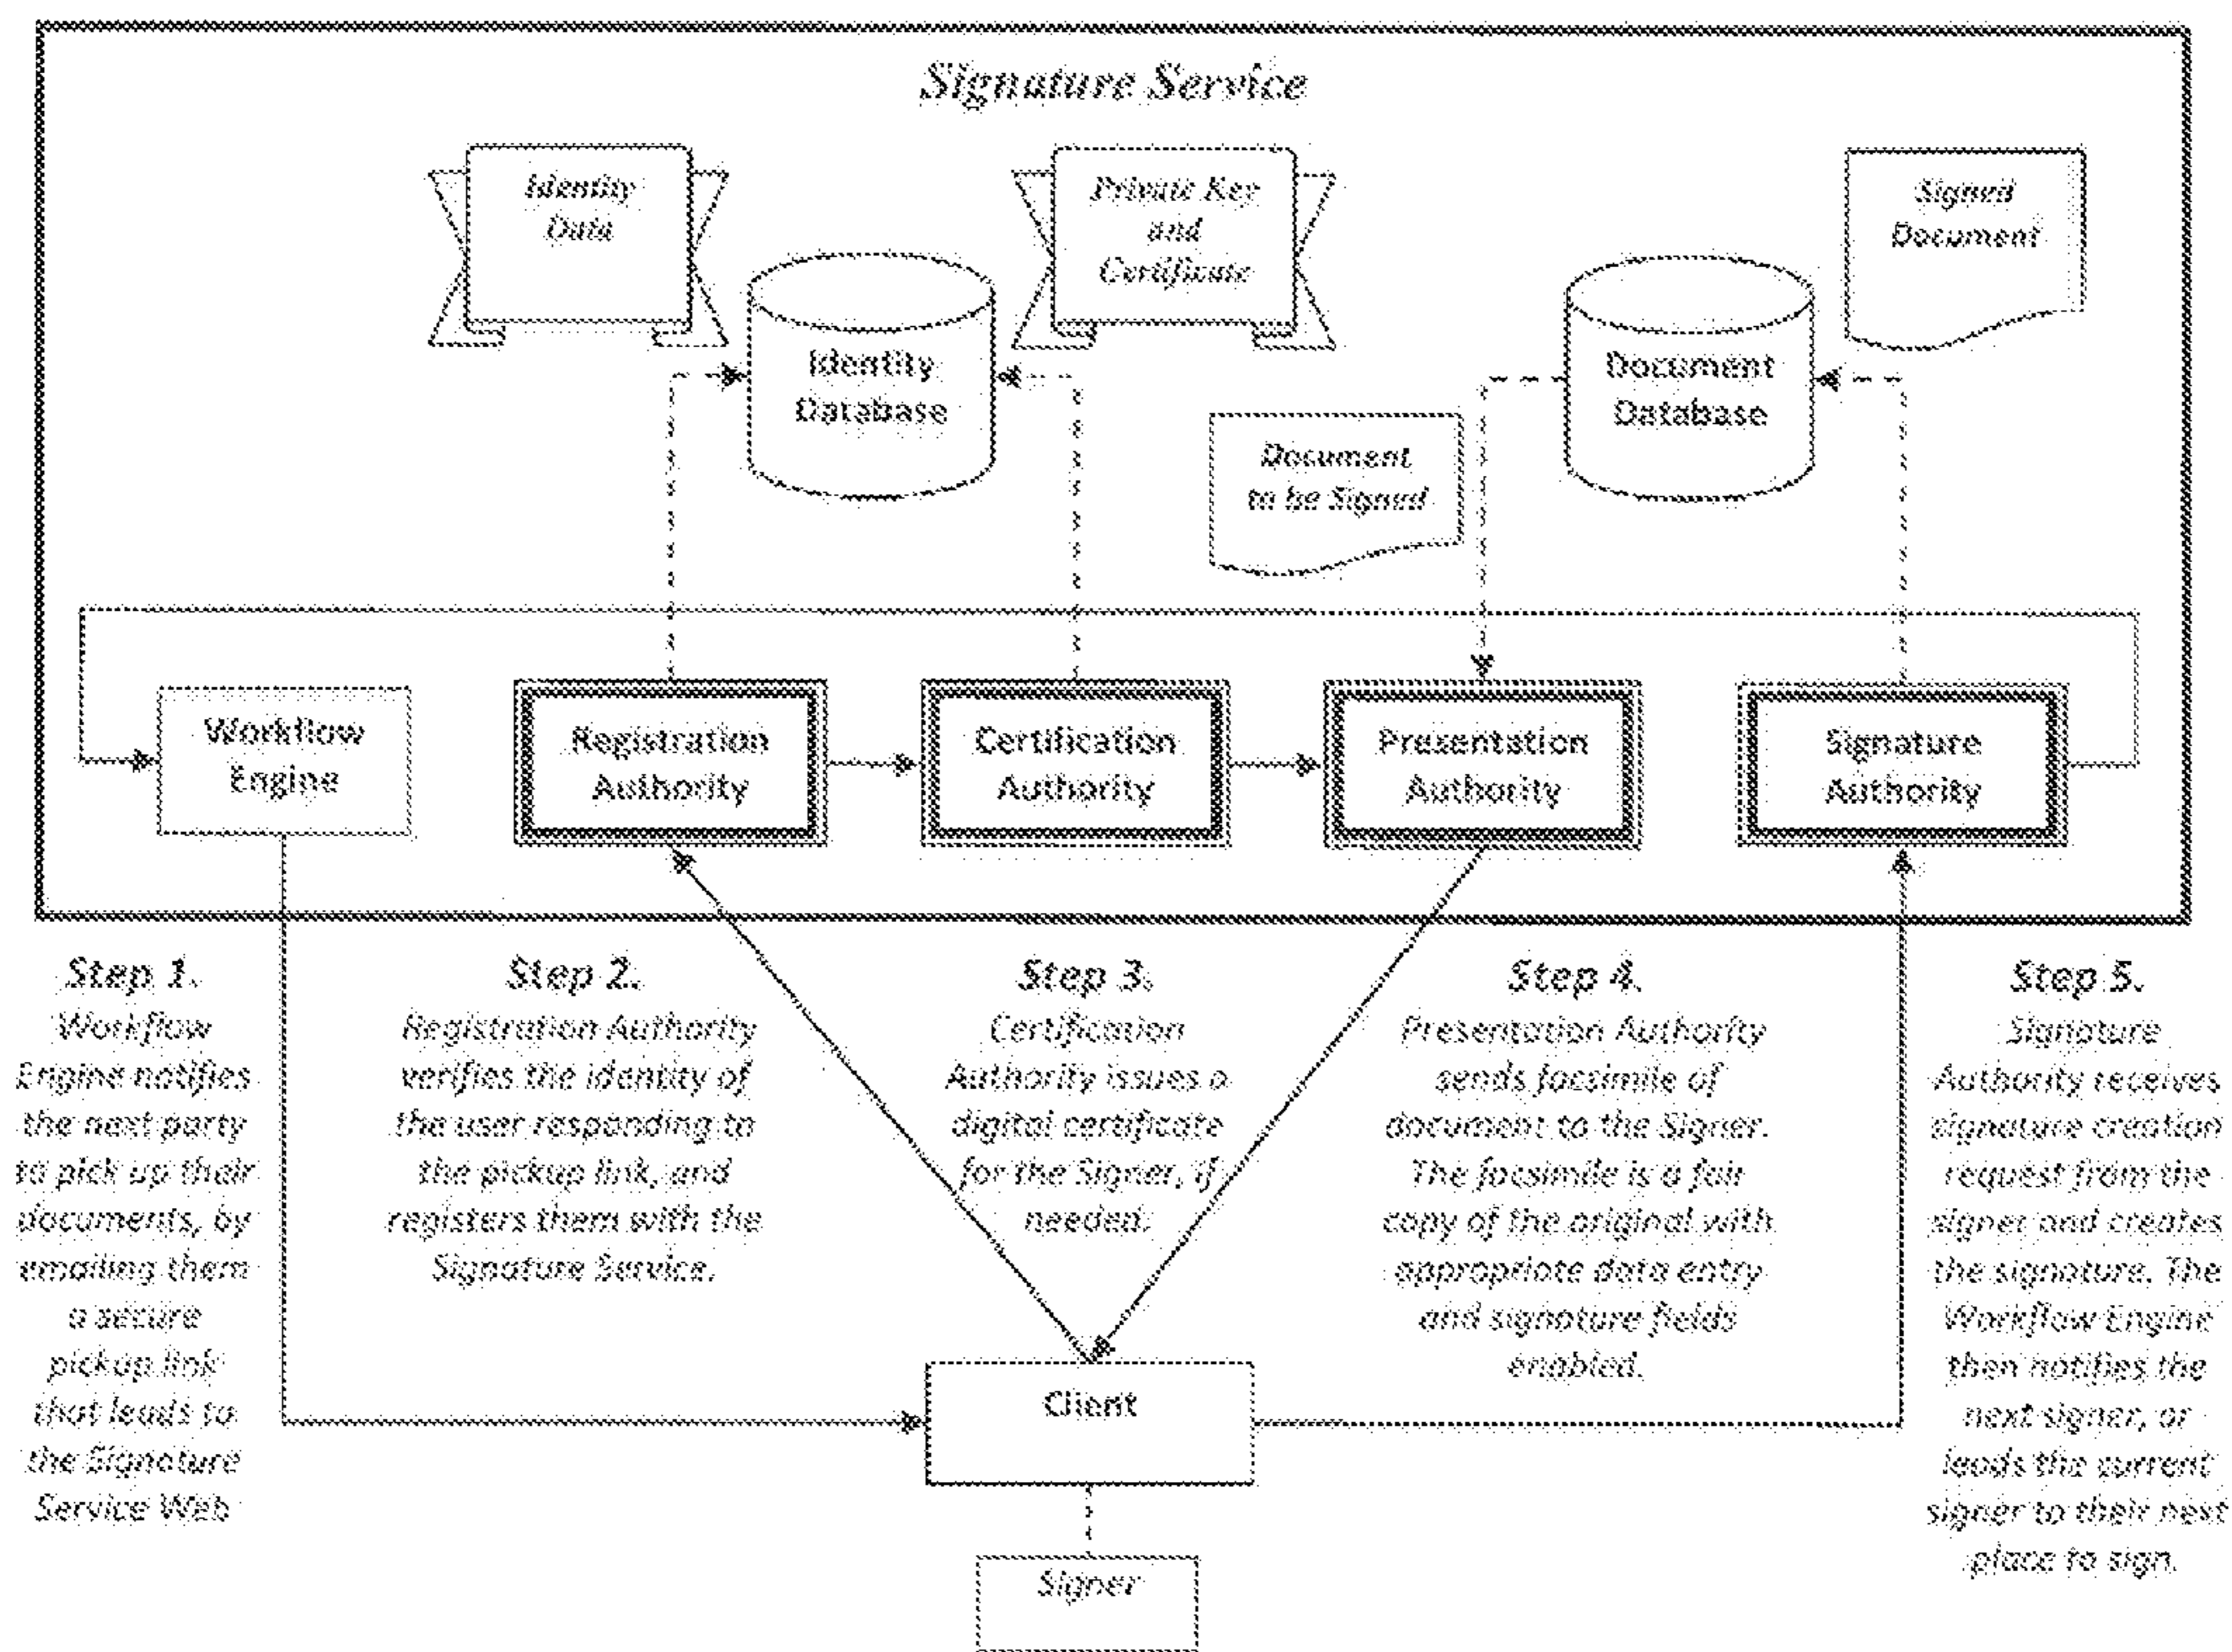 Signature Service
Identity
Data
Private Key
and
Certificate
Signed
Document
Identity
Database
Document
Database
Document
to be Signed
Workflow
Engine
Registration
Authority
Certification
Authority
Presentation
Authority
Signature
Authority
Step 1.
Workflow
Engine notifies
the next party
to pick up their
documents, by
emailing them
a secure
pickup link
that leads to
the Signature
Service Web
Step 2.
Registration Authority
verifies the identity of
the user responding to
the pickup link, and
registers them with the
Signature Service.
Step 3.
Certification
Authority issues a
digital certificate
for the Signer, if
needed.
Step 4.
Presentation Authority
sends facsimile of
document to the Signer.
The facsimile is a fair
copy of the original with
appropriate data entry
and signature fields
enabled.
Step 5.
Signature
Authority receives
signature creation
request from the
signer and creates
the signature. The
Workflow Engine
then notifies the
next signer, or
leads the current
signer to their next
place to sign.
Client
Signer